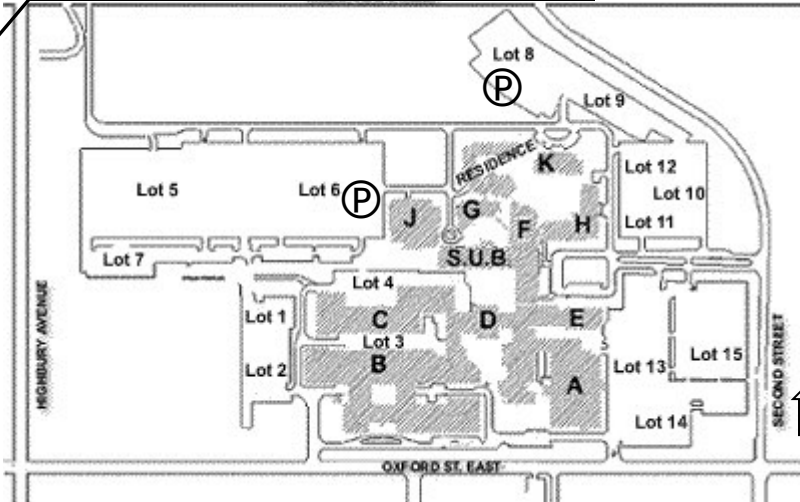 Lot 8
P
Lot 9
RESIDENCE
K
Lot 12
Lot 5
Lot 6
P
Lot 10
J
G
F
H
Lot 11
S.U.B
Lot 7
Lot 4
HIGHBURY AVENUE
Lot 1
C
D
E
Lot 3
SECOND STREET
Lot 2
B
Lot 13
Lot 15
A
Lot 14
OXFORD ST. EAST